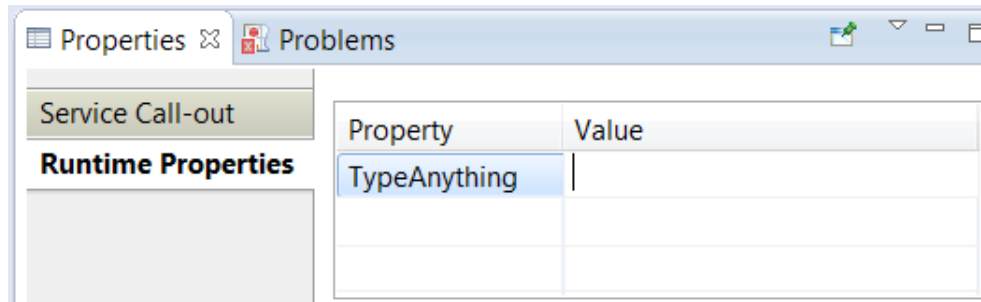 Properties Problems
Service Call-out
Runtime Properties
Property Value
TypeAnything